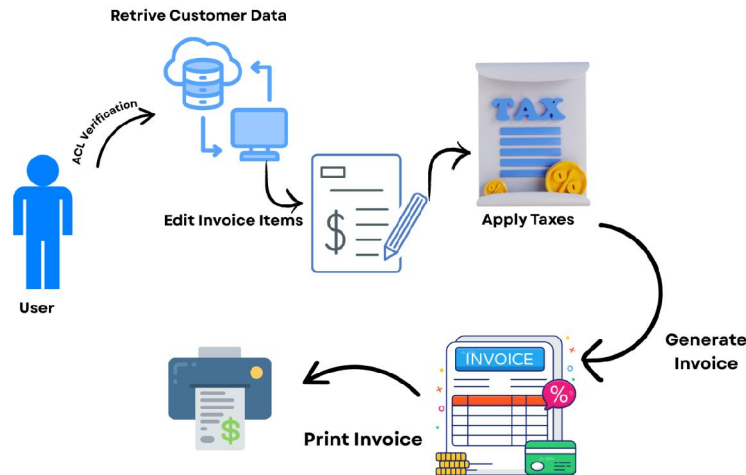 Retrive Customer Data
ACL Verification
TAX
Edit Invoice Items
$
Apply Taxes
%
%
User
Generate
Invoice
INVOICE
%
$
Print Invoice